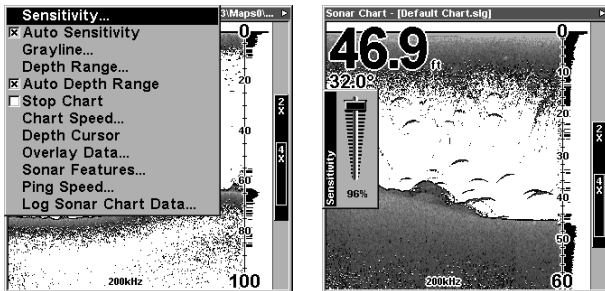 Sensitivity...
Auto Sensitivity
Grayline...
Depth Range...
Auto Depth Range
Stop Chart
Chart Speed...
Depth Cursor
Overlay Data...
Sonar Features...
Ping Speed...
Log Sonar Chart Data...
3\Maps0\...
0
20
40
60
80
100
200kHz
2X
4X
Sonar Chart - [Default Chart.slg]
46.9 ft
32.0°
Sensitivity
96%
0
10
20
30
40
50
60
200kHz
2X
4X